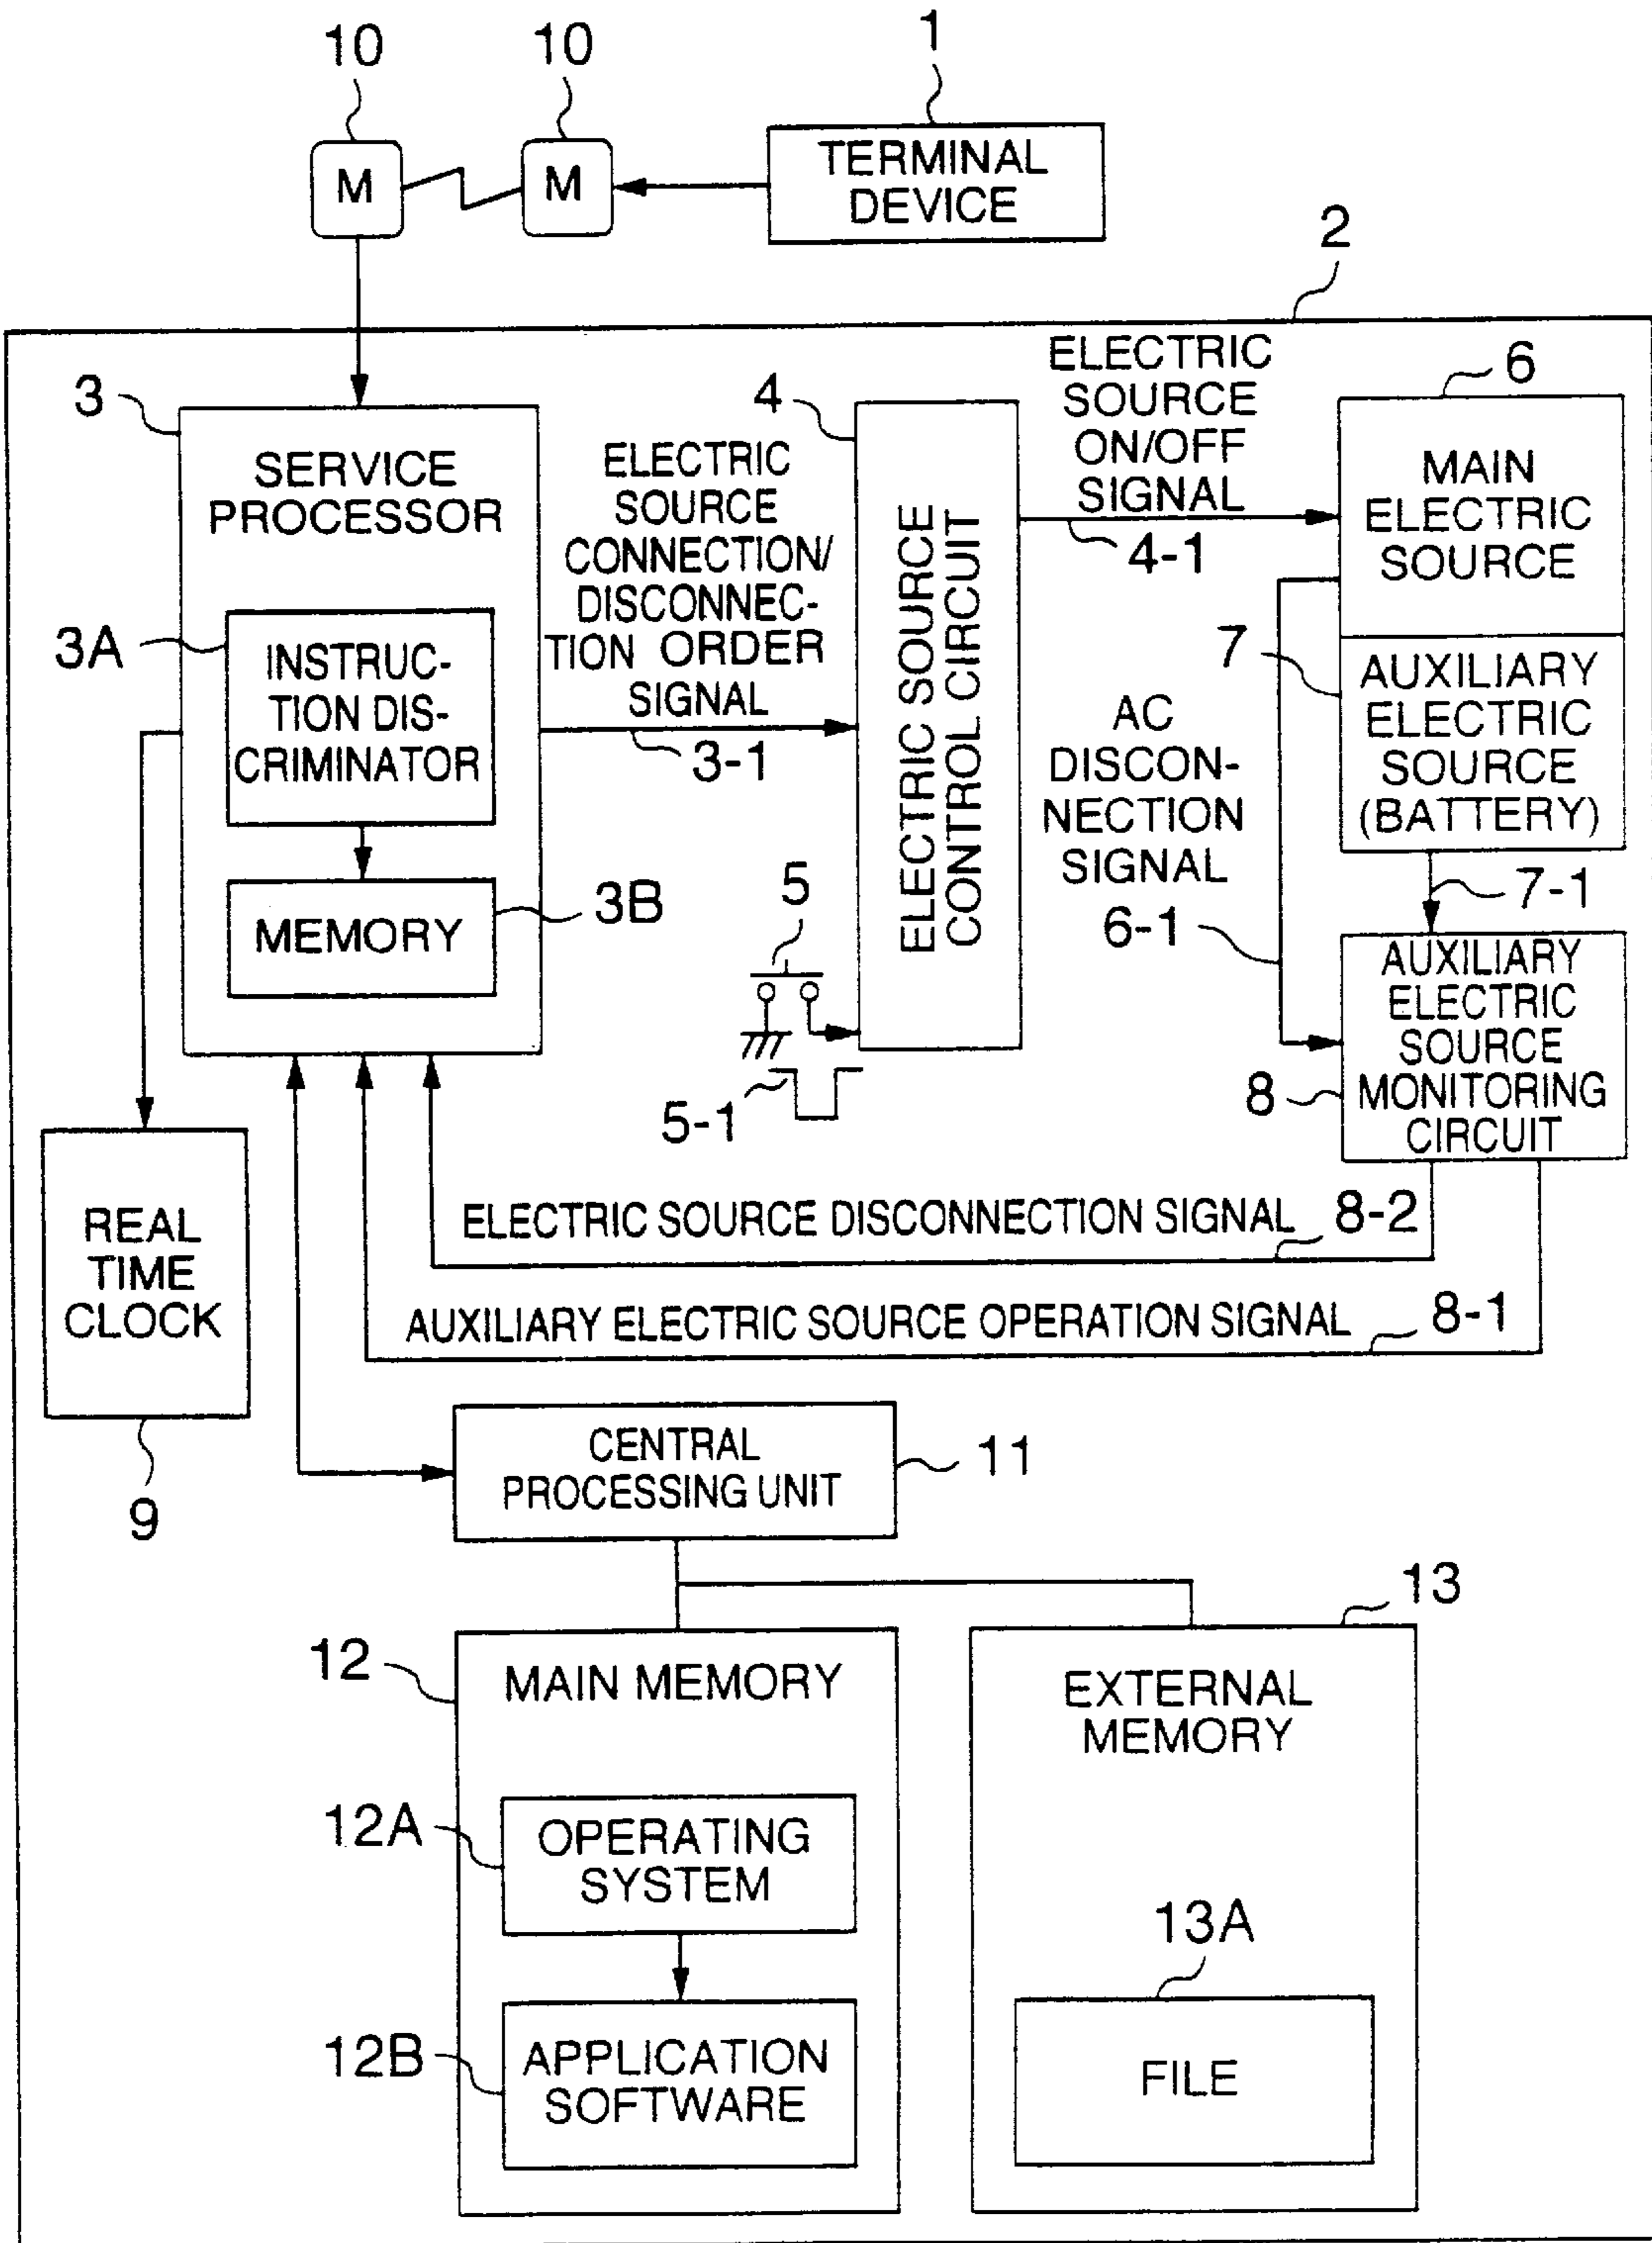 10
10
1
M
M
TERMINAL
DEVICE
2
3
SERVICE
PROCESSOR
3A
INSTRUC-
TION DIS-
CRIMINATOR
MEMORY
3B
ELECTRIC
SOURCE
CONNECTION/
DISCONNEC-
TION ORDER
SIGNAL
3-1
4
ELECTRIC SOURCE
CONTROL CIRCUIT
5
5-1
ELECTRIC
SOURCE
ON/OFF
SIGNAL
4-1
6
MAIN
ELECTRIC
SOURCE
7
AUXILIARY
ELECTRIC
SOURCE
(BATTERY)
7-1
AC
DISCON-
NECTION
SIGNAL
6-1
AUXILIARY
ELECTRIC
SOURCE
MONITORING
CIRCUIT
8
ELECTRIC SOURCE DISCONNECTION SIGNAL
8-2
AUXILIARY ELECTRIC SOURCE OPERATION SIGNAL
8-1
REAL
TIME
CLOCK
9
CENTRAL
PROCESSING UNIT
11
12
MAIN MEMORY
12A
OPERATING
SYSTEM
12B
APPLICATION
SOFTWARE
13
EXTERNAL
MEMORY
13A
FILE